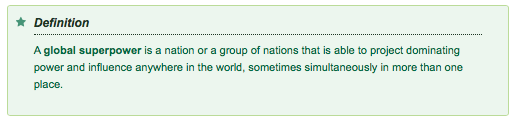 Definition
A global superpower is a nation or a group of nations that is able to project dominating
power and influence anywhere in the world, sometimes simultaneously in more than one
place.